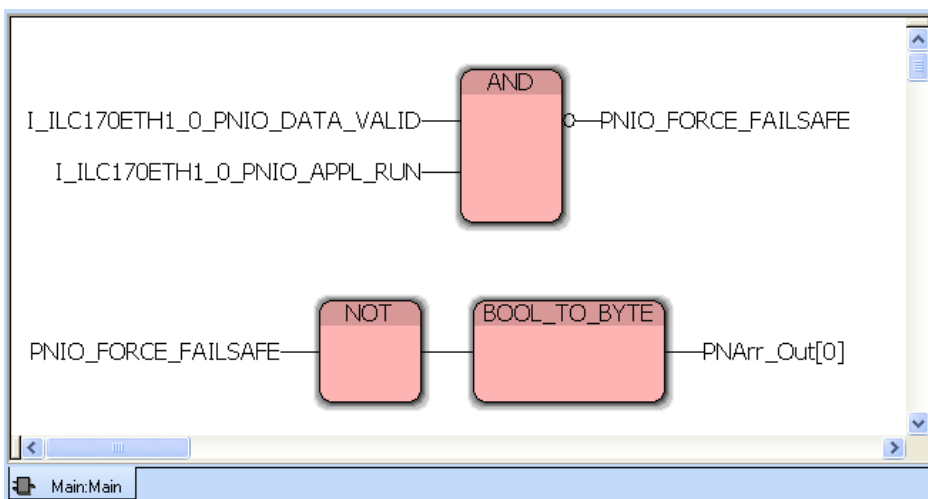 AND
I_ILC170ETH1_0_PNIO_DATA_VALID
PNIO_FORCE_FAILSAFE
I_ILC170ETH1_0_PNIO_APPL_RUN
NOT
BOOL_TO_BYTE
PNIO_FORCE_FAILSAFE
PNArr_Out[0]
Main:Main